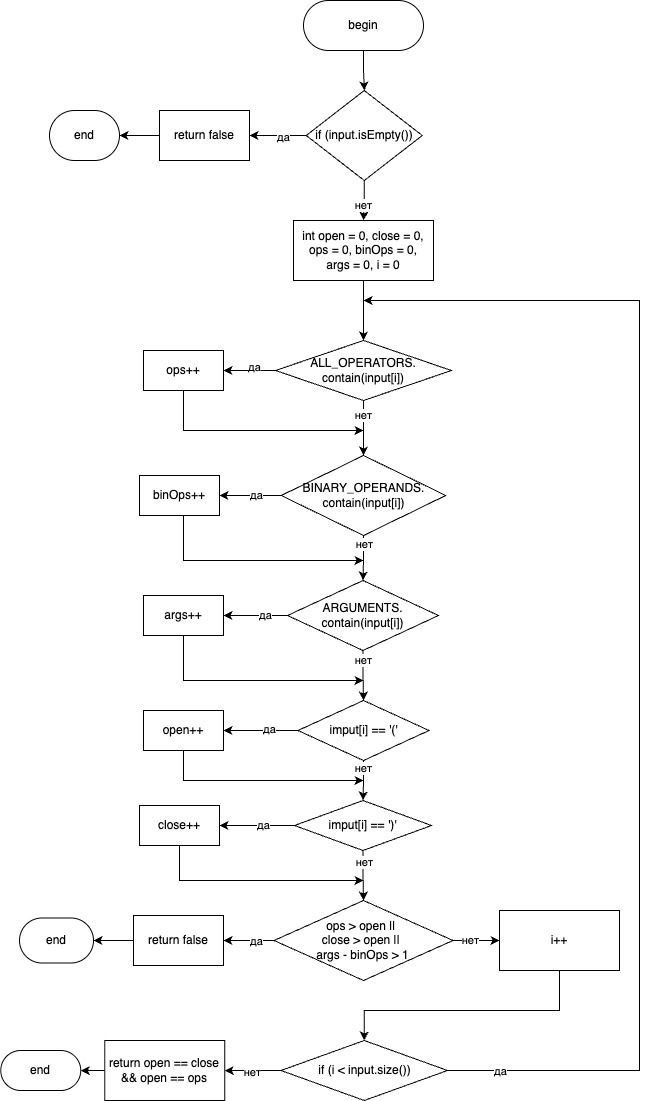 begin
if (input.isEmpty())
да
return false
end
нет
int open = 0, close = 0,
ops = 0, binOps = 0,
args = 0, i = 0
ALL_OPERATORS.
contain(input[i])
да
ops++
нет
BINARY_OPERANDS.
contain(input[i])
да
binOps++
нет
ARGUMENTS.
contain(input[i])
да
args++
нет
imput[i] == '('
да
open++
нет
imput[i] == ')'
да
close++
нет
ops > open ||
close > open ||
args - binOps > 1
да
return false
end
нет
i++
if (i < input.size())
да
нет
return open == close
&& open == ops
end